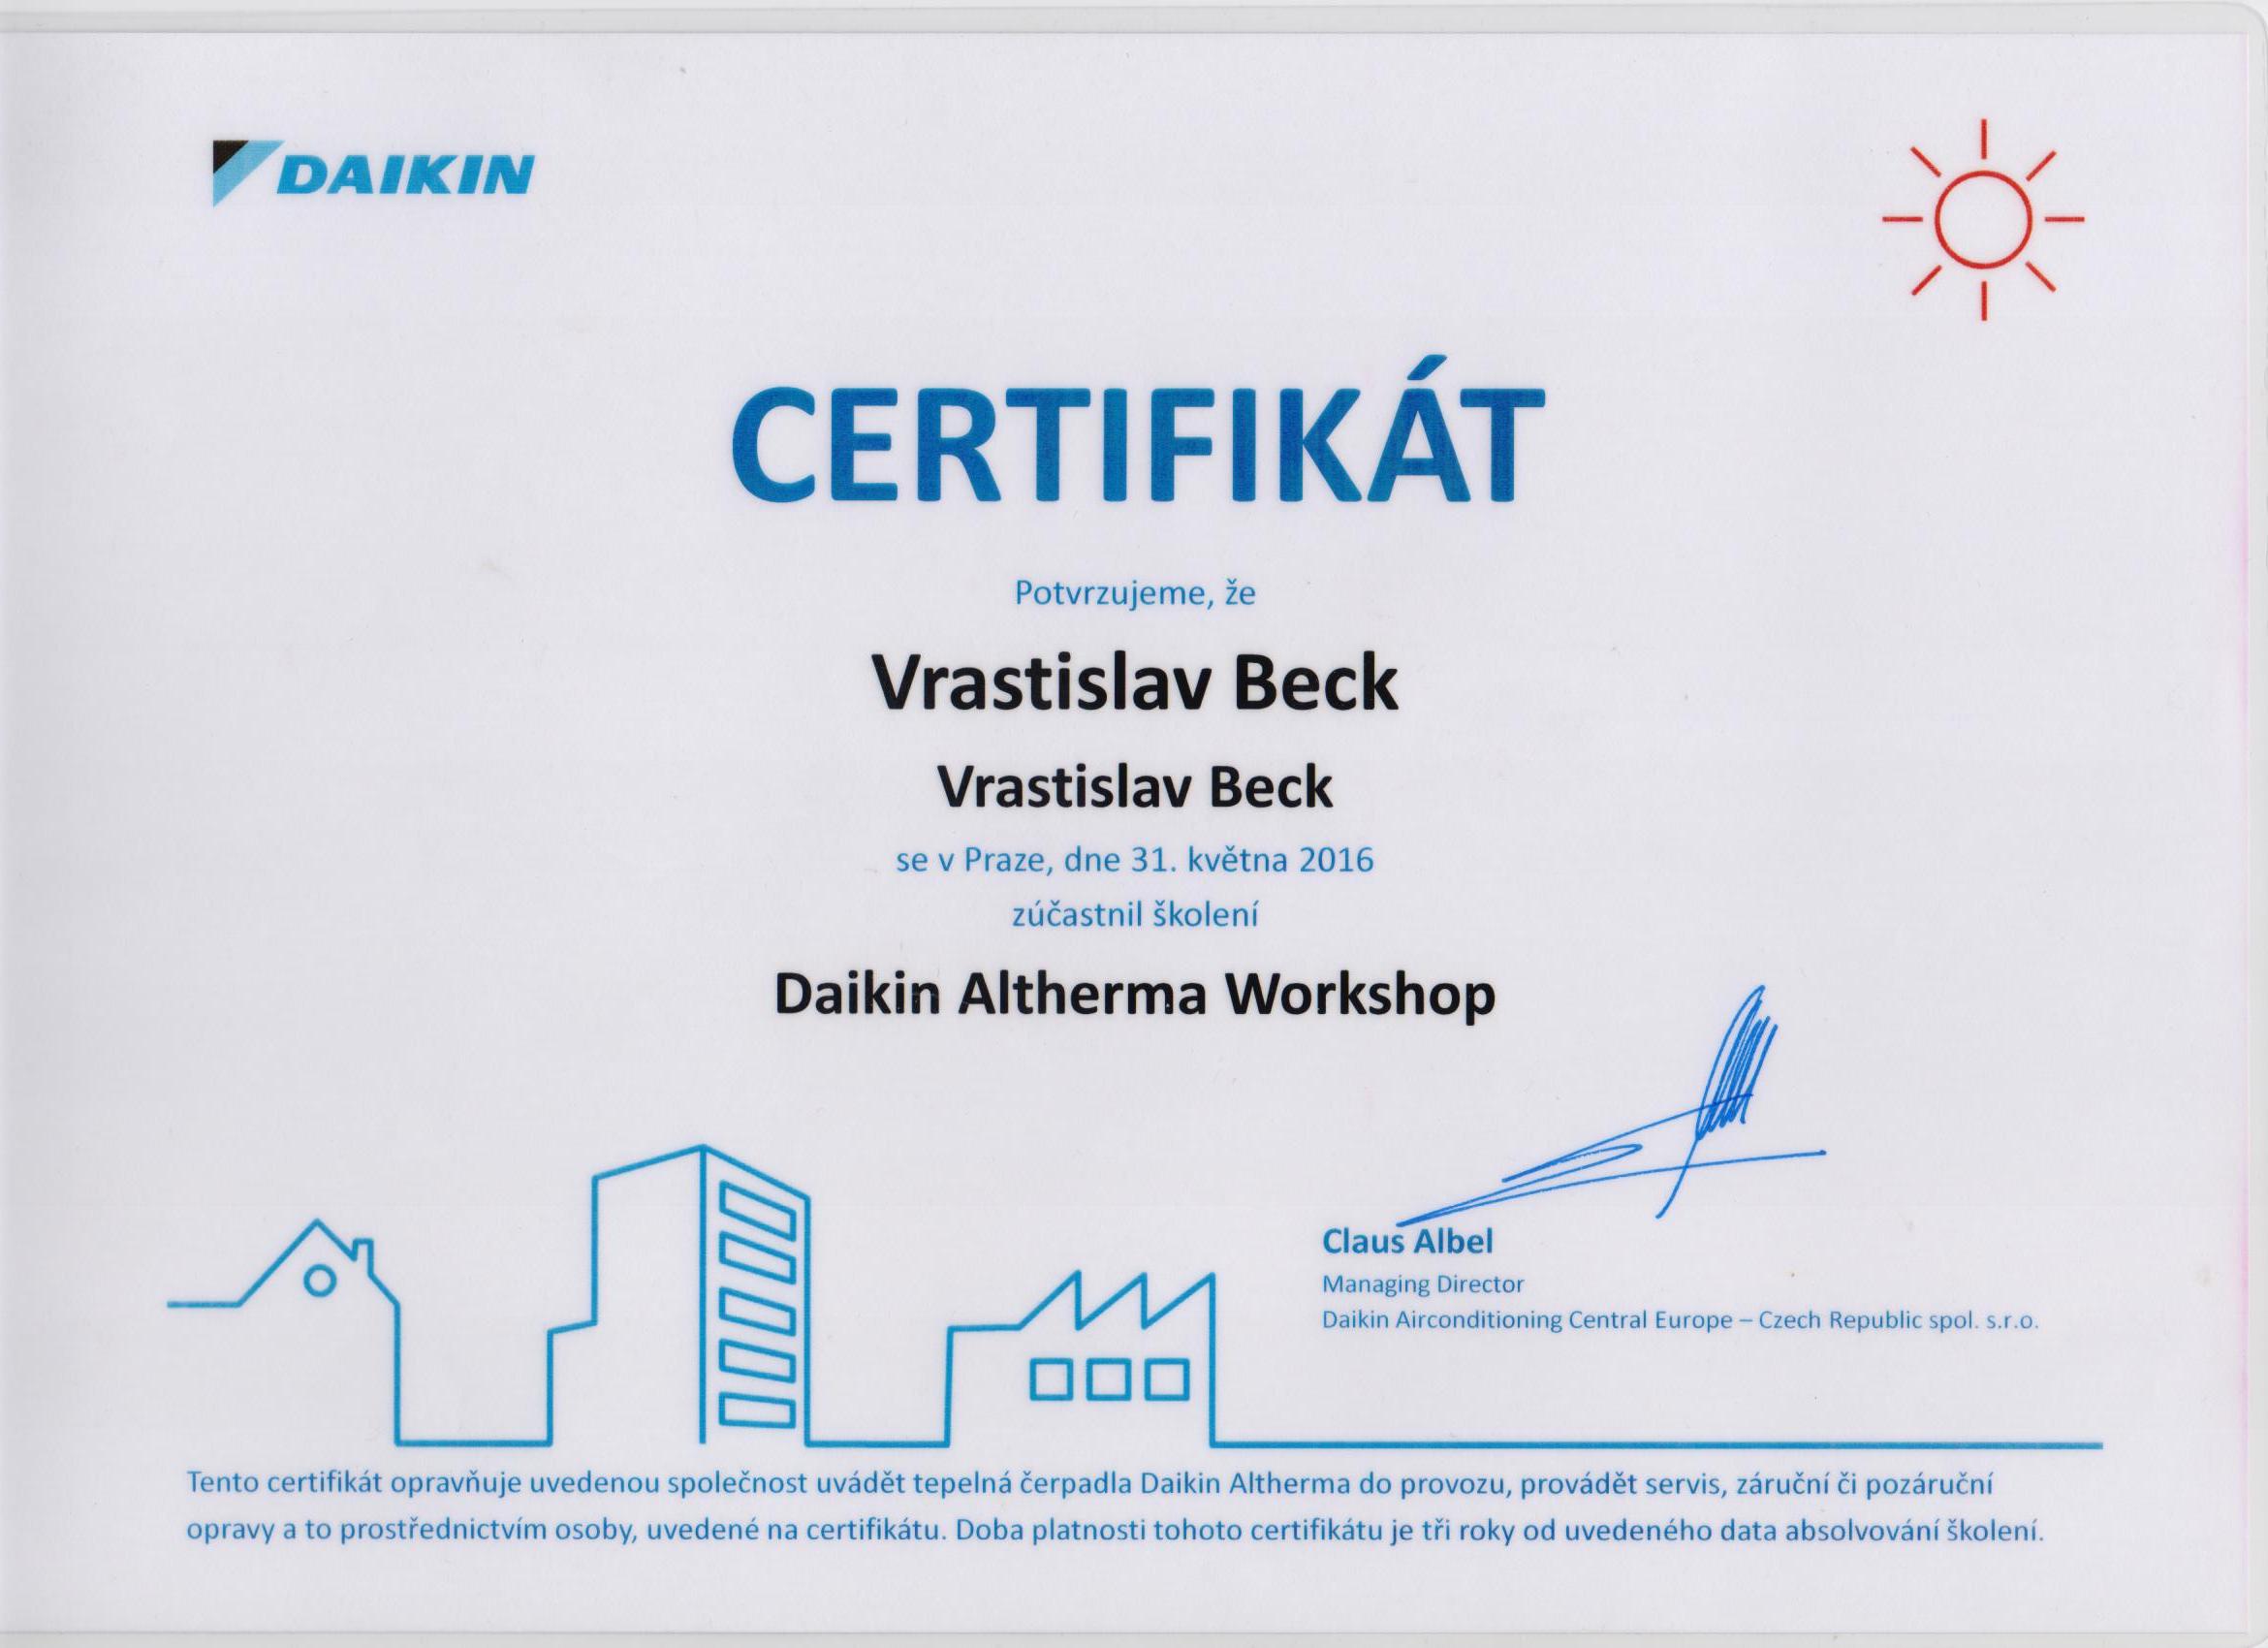 DAIKIN
CERTIFIKÁT
Potvrzujeme, že
Vrastislav Beck
Vrastislav Beck
se v Praze, dne 31. května 2016
zúčastnil školení
Daikin Altherma Workshop
Claus Albel
Managing Director
Daikin Airconditioning Central Europe – Czech Republic spol. s.r.o.
Tento certifikát opravňuje uvedenou společnost uvádět tepelná čerpadla Daikin Altherma do provozu, provádět servis, záruční či pozáruční
opravy a to prostřednictvím osoby, uvedené na certifikátu. Doba platnosti tohoto certifikátu je tři roky od uvedeného data absolvování školení.